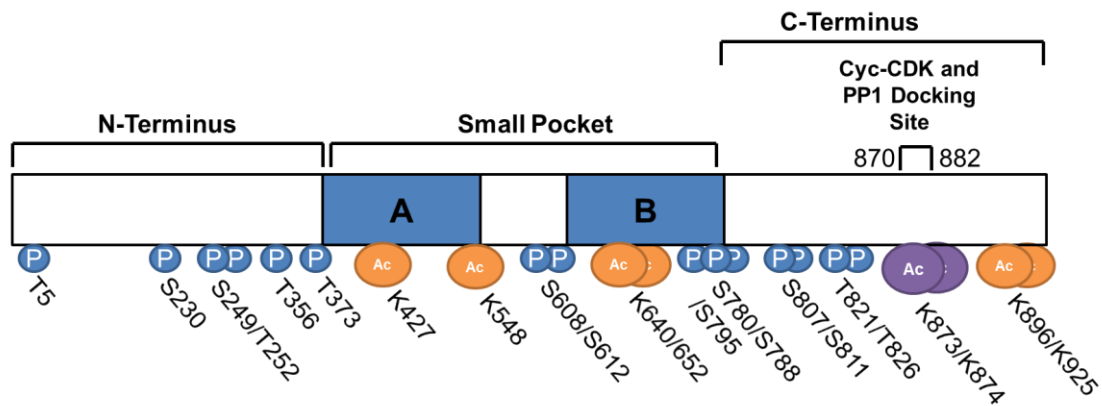 C-Terminus
Cyc-CDK and
PP1 Docking
Site
N-Terminus
Small Pocket
870
882
A
B
P
P
P
P
P
P
Ac
Ac
P
P
Ac
c
P
P
P
P
P
P
P
Ac
c
Ac
Ac
T5
S230
S249/T252
T356
T373
K427
K548
S608/S612
K640/652
S780/S788
/S795
S807/S811
T821/T826
K873/K874
K896/K925